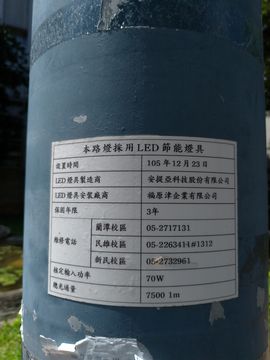 本路燈採用LED節能燈具
裝置時間 105年12月23日
LED燈具製造商 安提亞科技股份有限公司
LED燈具安裝廠商 福原津企業有限公司
保固年限 3年
維修電話 蘭潭校區 05-2717131
民雄校區 05-2263411#1312
新民校區 05-2732961
額定輸入功率 70W
總光通量 7500 lm